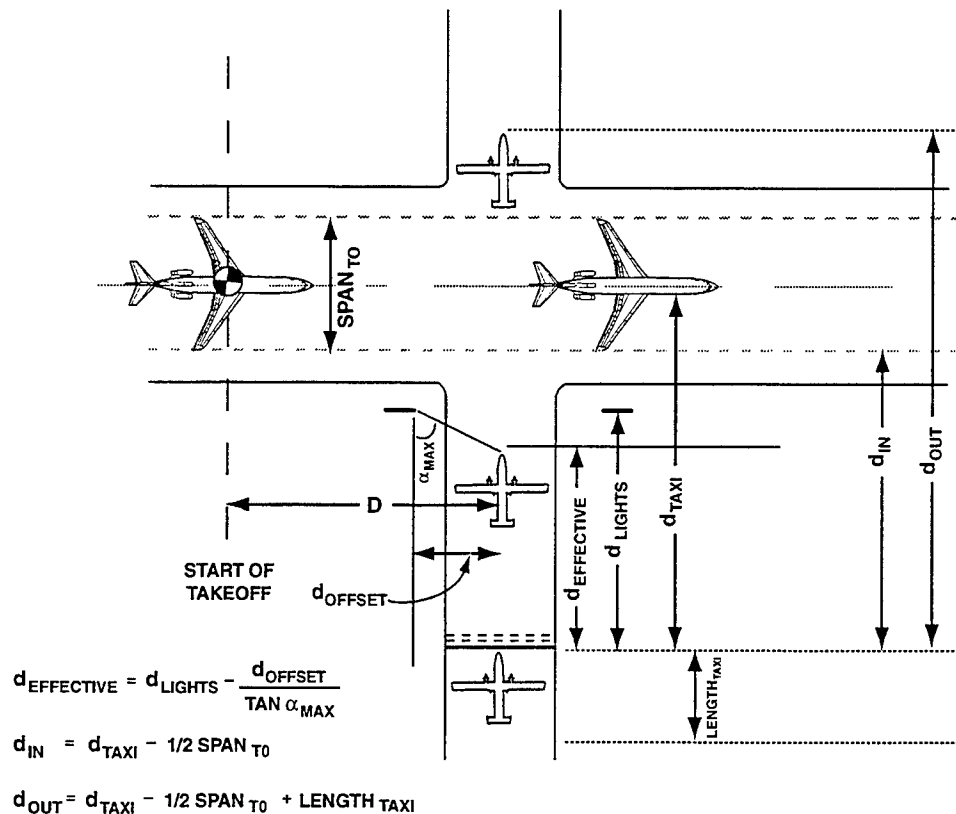 SPAN TO
α MAX
D
START OF
TAKEOFF
d OFFSET
d EFFECTIVE
d LIGHTS
d TAXI
d IN
d OUT
LENGTH TAXI
d EFFECTIVE = d LIGHTS - d OFFSET / TAN α MAX
d IN = d TAXI - 1/2 SPAN T0
d OUT = d TAXI - 1/2 SPAN T0 + LENGTH TAXI